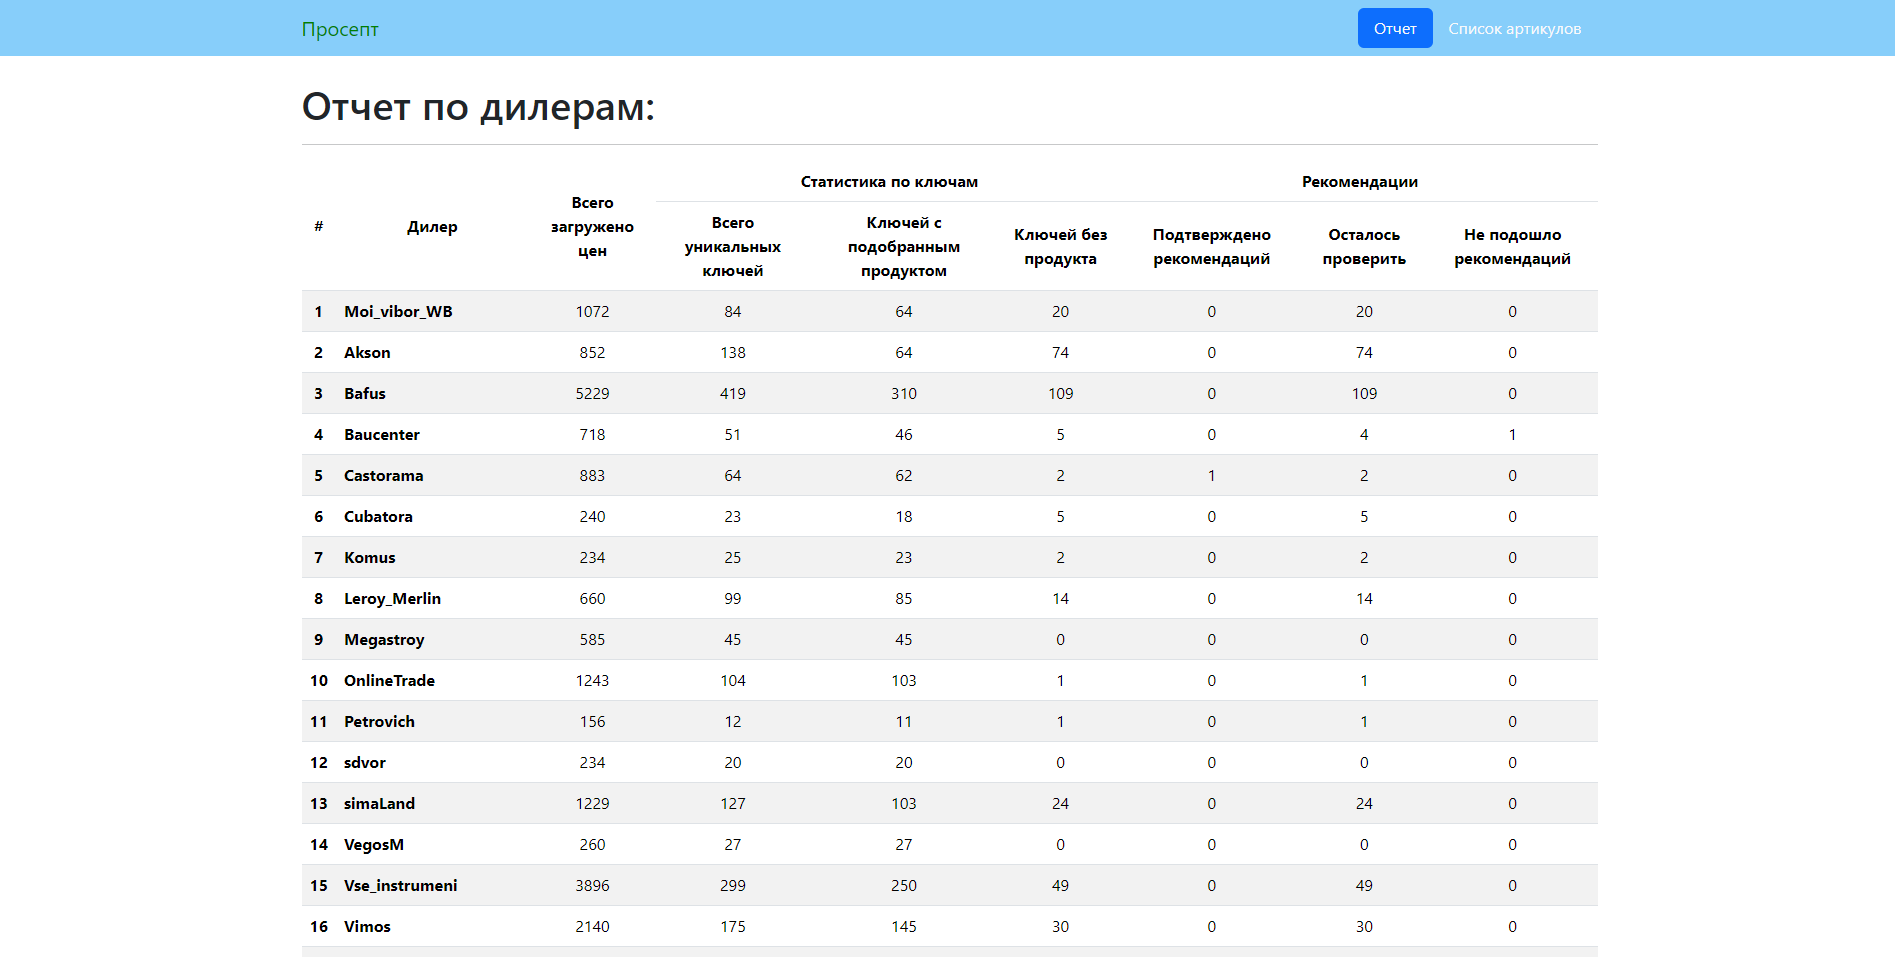 Просепт
Отчет Список артикулов
Отчет по дилерам:
# Дилер Всего загружено цен Статистика по ключам Рекомендации
Всего уникальных ключей Ключей с подобранным продуктом Ключей без продукта Подтверждено рекомендаций Осталось проверить Не подошло рекомендаций
1 Moi_vibor_WB 1072 84 64 20 0 20 0
2 Akson 852 138 64 74 0 74 0
3 Bafus 5229 419 310 109 0 109 0
4 Baucenter 718 51 46 5 0 4 1
5 Castorama 883 64 62 2 1 2 0
6 Cubatora 240 23 18 5 0 5 0
7 Komus 234 25 23 2 0 2 0
8 Leroy_Merlin 660 99 85 14 0 14 0
9 Megastroy 585 45 45 0 0 0 0
10 OnlineTrade 1243 104 103 1 0 1 0
11 Petrovich 156 12 11 1 0 1 0
12 sdvor 234 20 20 0 0 0 0
13 simaLand 1229 127 103 24 0 24 0
14 VegosM 260 27 27 0 0 0 0
15 Vse_instrumeni 3896 299 250 49 0 49 0
16 Vimos 2140 175 145 30 0 30 0